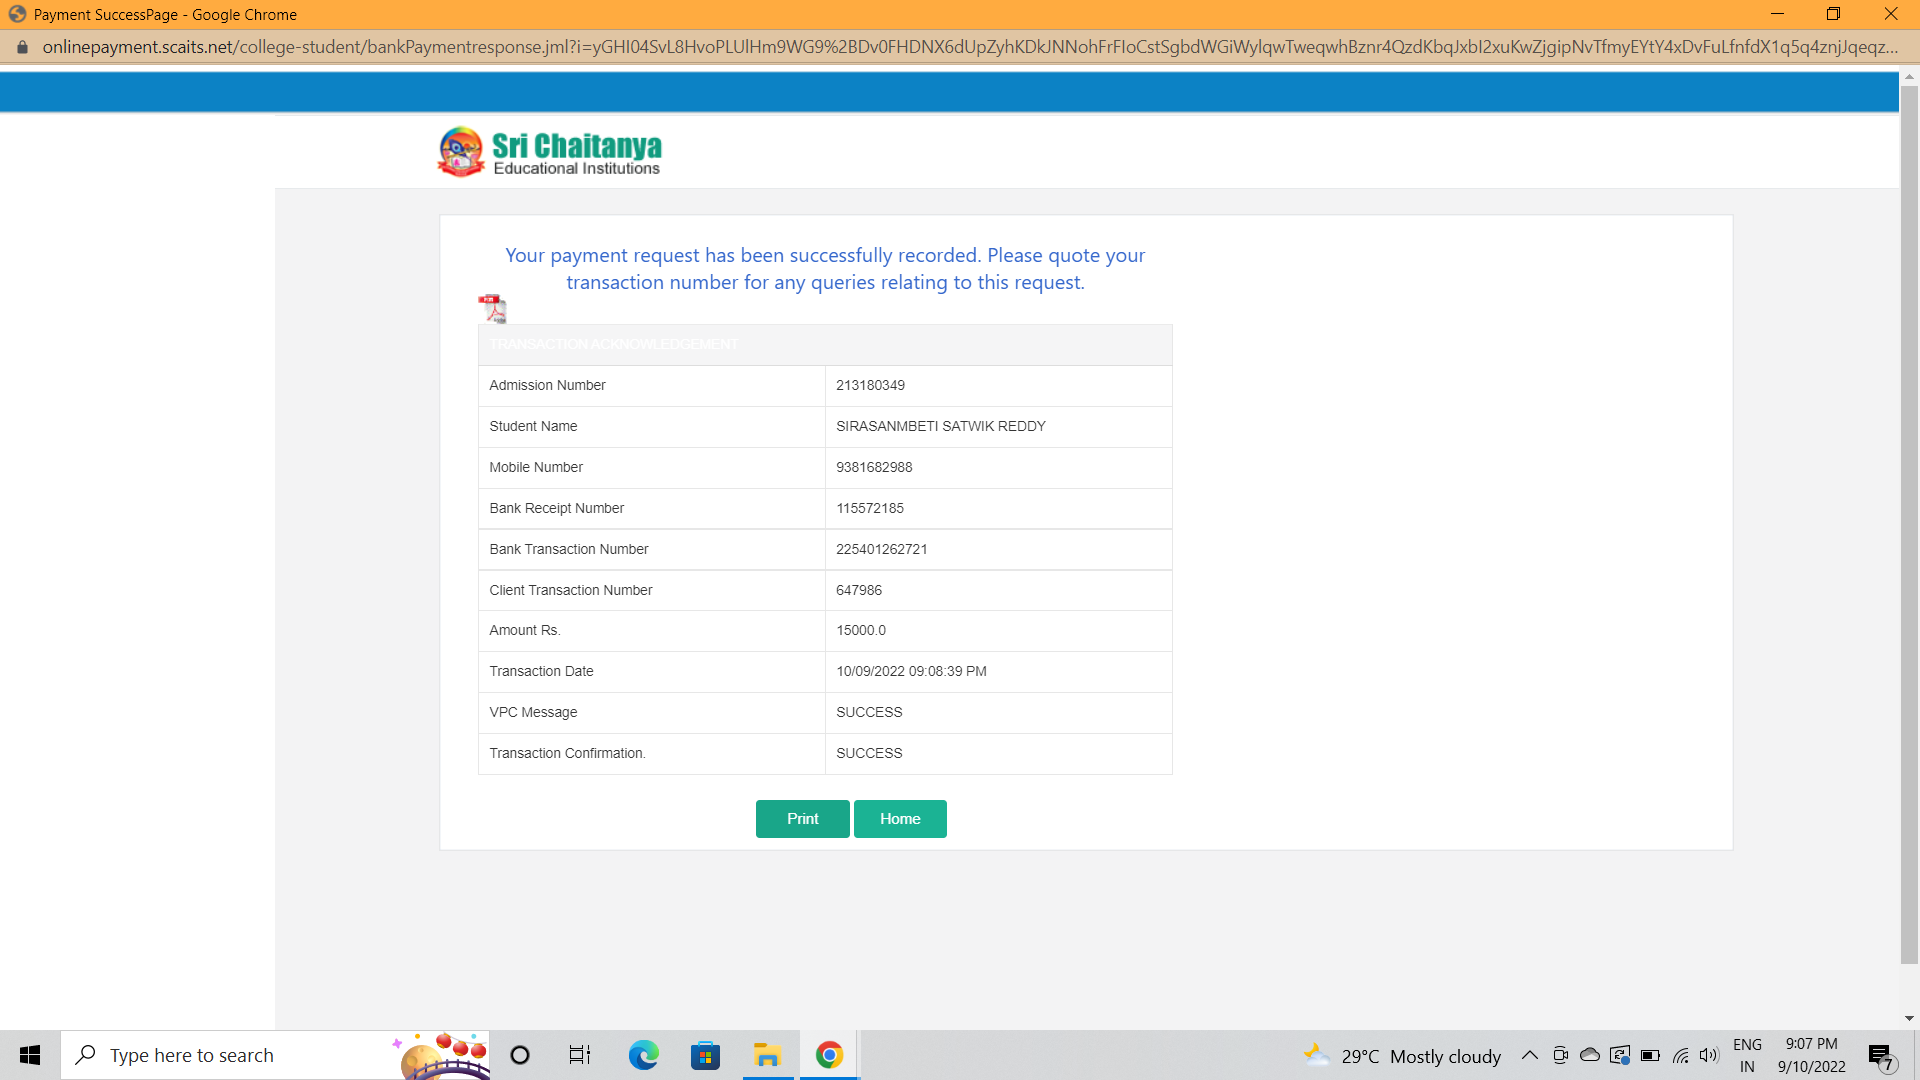 Payment SuccessPage - Google Chrome
onlinepayment.scaits.net/college-student/bankPaymentresponse.jml?i=yGHI04SvL8HvoPLUlHm9WG9%2BDv0FHDNX6dUpZyhKDkJNNohFrFIoCstSgbdWGiWylqwTweqwhBznr4QzdKbqJxbI2xuKwZjgipNvTfmyEYtY4xDvFuLfnfdX1q5q4znjJqeqz...
Sri Chaitanya
Educational Institutions
Your payment request has been successfully recorded. Please quote your
transaction number for any queries relating to this request.
TRANSACTION ACKNOWLEDGEMENT
Admission Number 213180349
Student Name SIRASANMBETI SATWIK REDDY
Mobile Number 9381682988
Bank Receipt Number 115572185
Bank Transaction Number 225401262721
Client Transaction Number 647986
Amount Rs. 15000.0
Transaction Date 10/09/2022 09:08:39 PM
VPC Message SUCCESS
Transaction Confirmation. SUCCESS
Print Home
Type here to search
29°C Mostly cloudy
ENG
IN
9:07 PM
9/10/2022
7